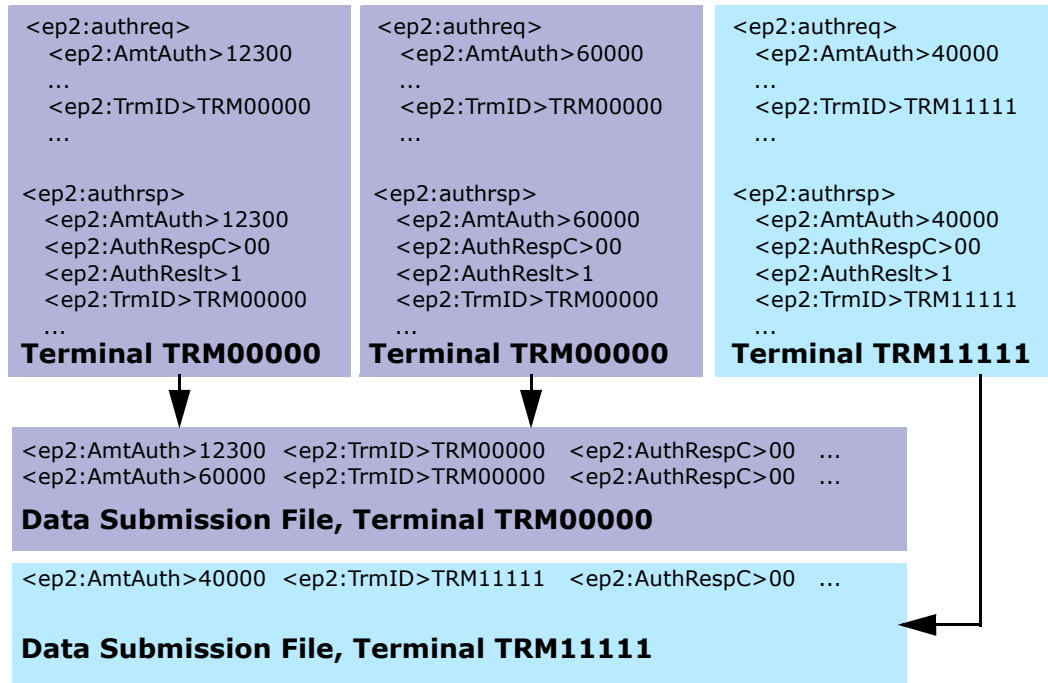 <ep2:authreq>
<ep2:AmtAuth>12300
...
<ep2:TrmID>TRM00000
...
<ep2:authrsp>
<ep2:AmtAuth>12300
<ep2:AuthRespC>00
<ep2:AuthReslt>1
<ep2:TrmID>TRM00000
...
Terminal TRM00000
<ep2:authreq>
<ep2:AmtAuth>60000
...
<ep2:TrmID>TRM00000
...
<ep2:authrsp>
<ep2:AmtAuth>60000
<ep2:AuthRespC>00
<ep2:AuthReslt>1
<ep2:TrmID>TRM00000
...
Terminal TRM00000
<ep2:authreq>
<ep2:AmtAuth>40000
...
<ep2:TrmID>TRM11111
...
<ep2:authrsp>
<ep2:AmtAuth>40000
<ep2:AuthRespC>00
<ep2:AuthReslt>1
<ep2:TrmID>TRM11111
...
Terminal TRM11111
<ep2:AmtAuth>12300 <ep2:TrmID>TRM00000 <ep2:AuthRespC>00 ...
<ep2:AmtAuth>60000 <ep2:TrmID>TRM00000 <ep2:AuthRespC>00 ...
Data Submission File, Terminal TRM00000
<ep2:AmtAuth>40000 <ep2:TrmID>TRM11111 <ep2:AuthRespC>00 ...
Data Submission File, Terminal TRM11111